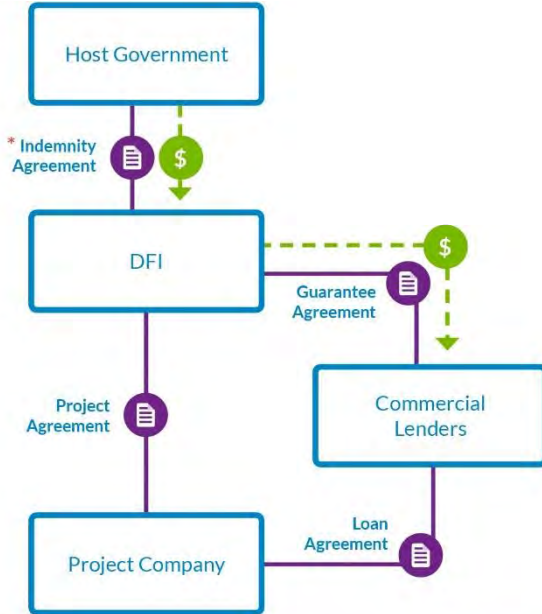 Host Government
* Indemnity
Agreement
$
DFI
$
Guarantee
Agreement
Project
Agreement
Commercial
Lenders
Loan
Agreement
Project Company